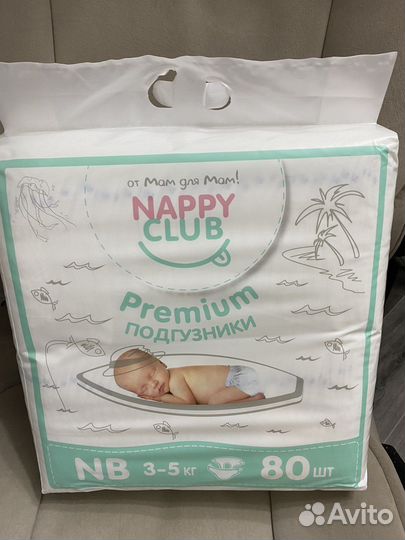 от Мам для Мам!
NAPPY
CLUB
Premium
ПОДГУЗНИКИ
NB 3-5 кг 80 шт
Avito